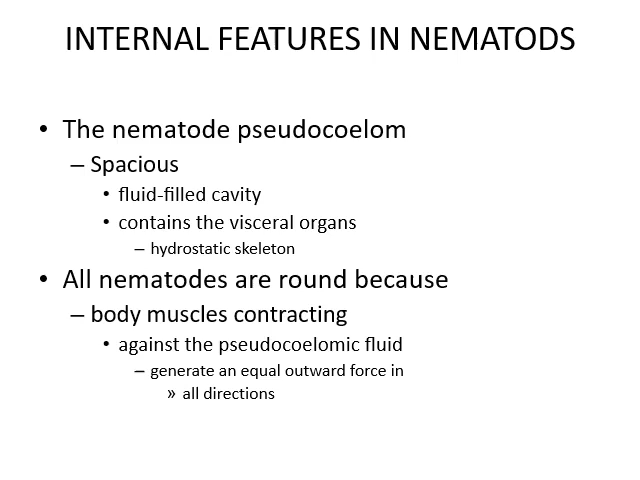 INTERNAL FEATURES IN NEMATODS
• The nematode pseudocoelom
– Spacious
• fluid-filled cavity
• contains the visceral organs
– hydrostatic skeleton
• All nematodes are round because
– body muscles contracting
• against the pseudocoelomic fluid
– generate an equal outward force in
» all directions